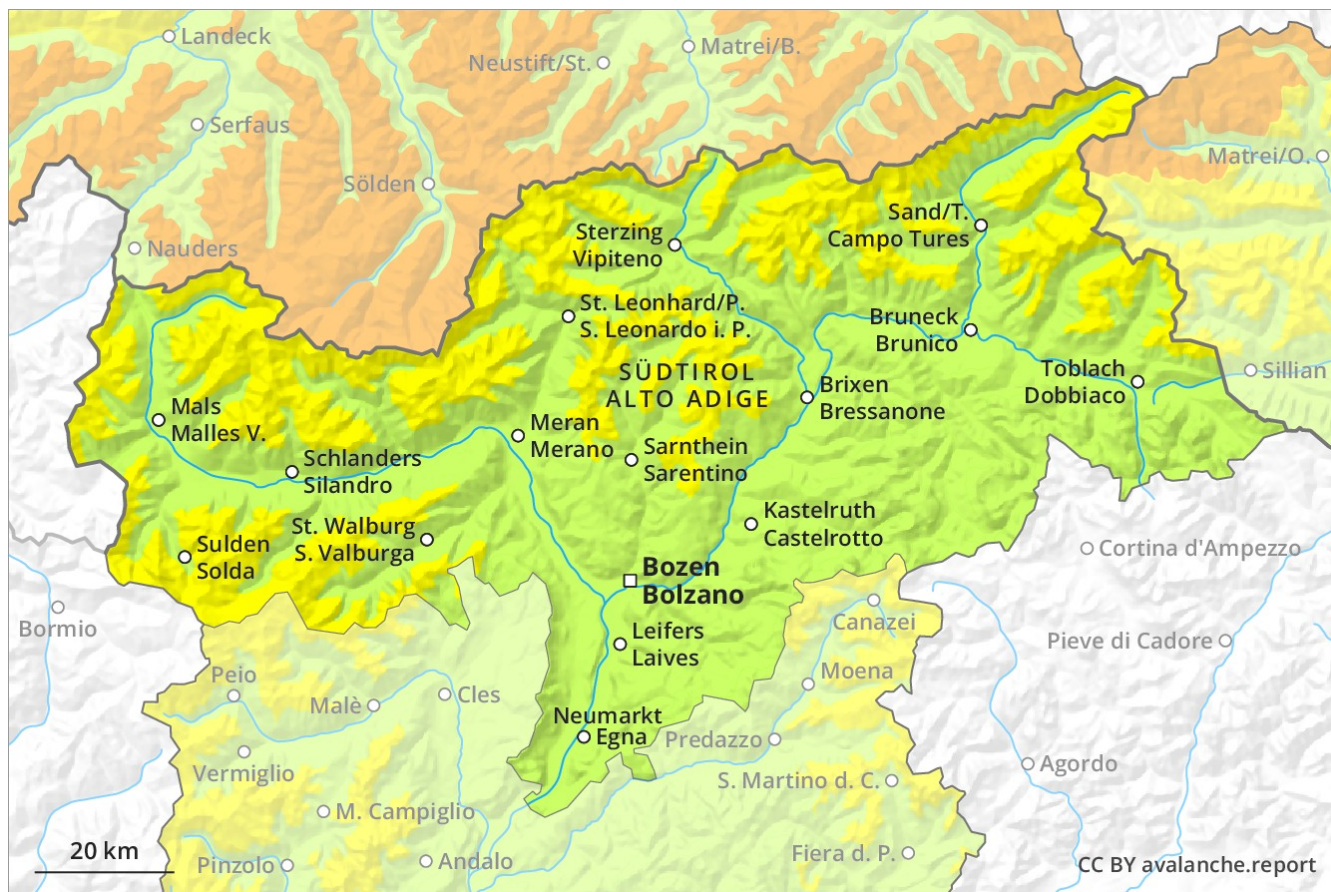 Landeck
Matrei/B.
Neustift/St.
Serfaus
Matrei/O.
Sölden
Sand/T.
Campo Tures
Sterzing
Vipiteno
Nauders
St. Leonhard/P.
S. Leonardo i. P.
Bruneck
Brunico
SÜDTIROL
ALTO ADIGE
Toblach
Dobbiaco
Sillian
Brixen
Bressanone
Mals
Malles V.
Meran
Merano
Sarnthein
Sarentino
Schlanders
Silandro
Kastelruth
Castelrotto
St. Walburg
S. Valburga
Sulden
Solda
Cortina d'Ampezzo
Bozen
Bolzano
Bormio
Canazei
Leifers
Laives
Pieve di Cadore
Peio
Moena
Malè
Cles
Neumarkt
Egna
Predazzo
Vermiglio
Agordo
S. Martino d. C.
M. Campiglio
20 km
Pinzolo
Andalo
Fiera d. P.
CC BY avalanche.report